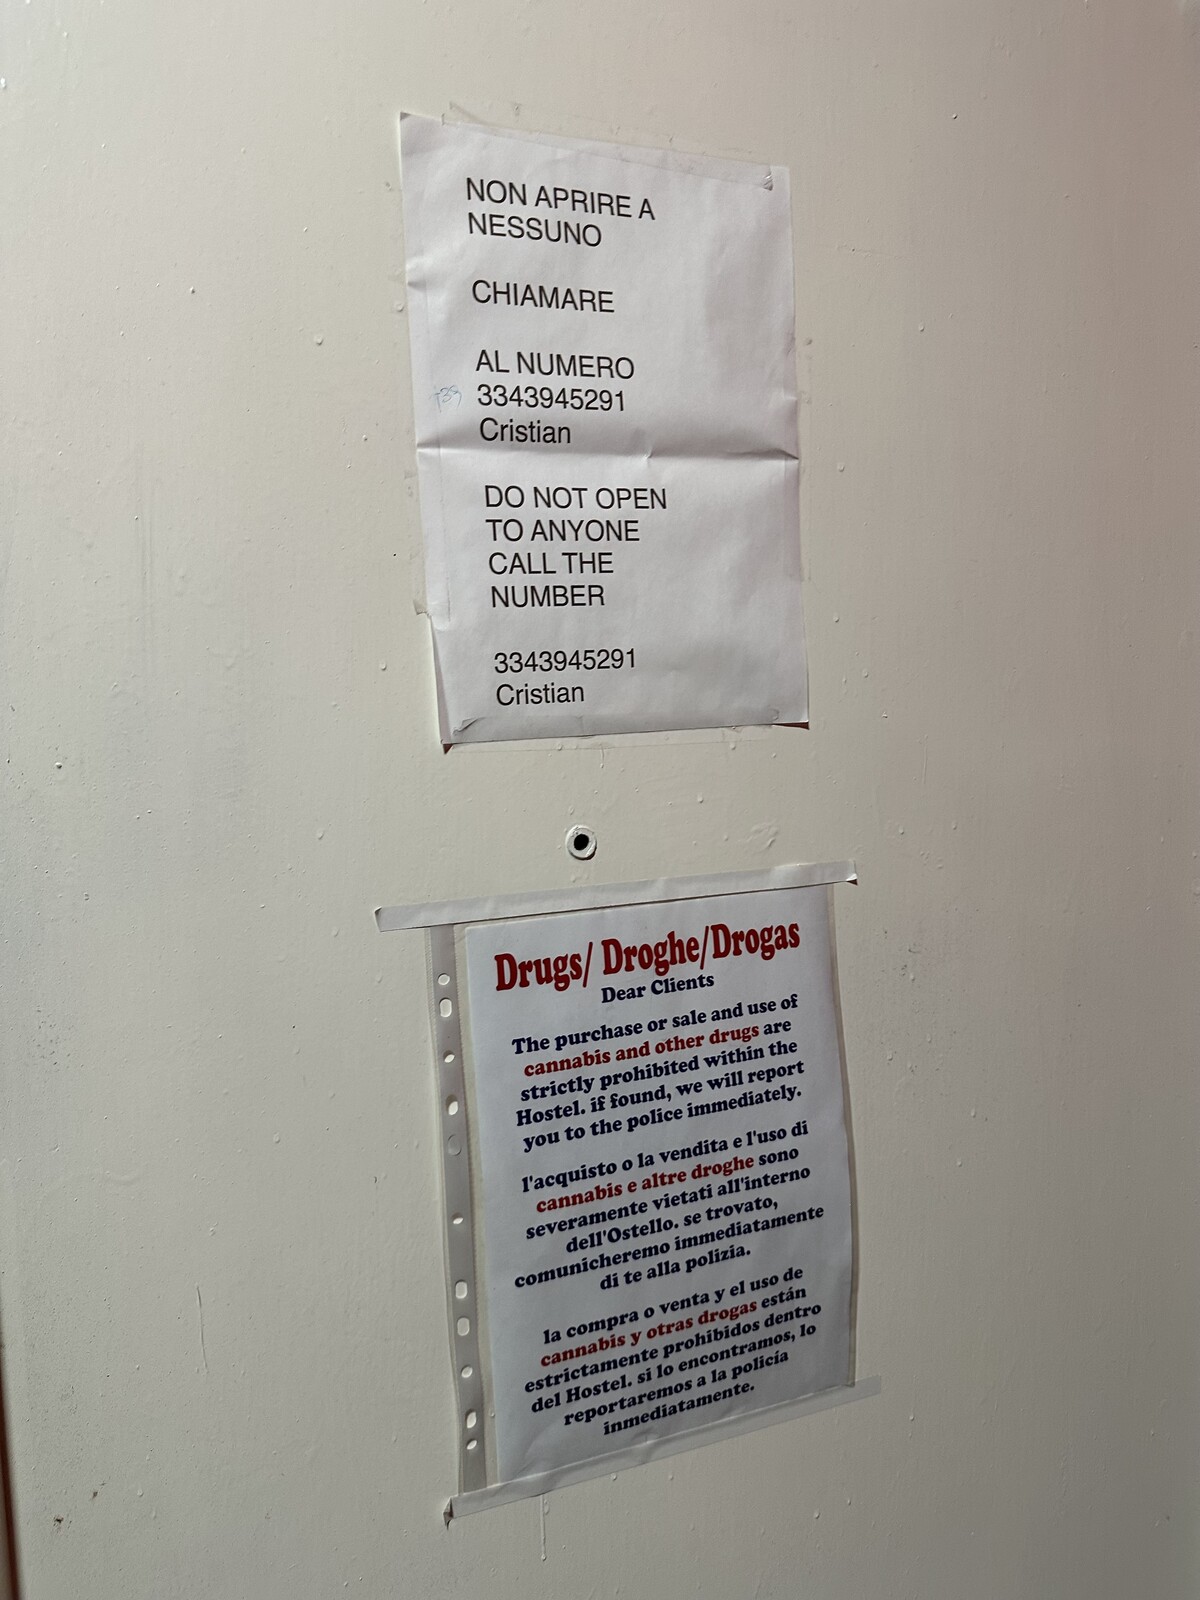 NON APRIRE A
NESSUNO
CHIAMARE
AL NUMERO
3343945291
Cristian
DO NOT OPEN
TO ANYONE
CALL THE
NUMBER
3343945291
Cristian
Drugs/ Droghe/Drogas
Dear Clients
The purchase or sale and use of
cannabis and other drugs are
strictly prohibited within the
Hostel. if found, we will report
you to the police immediately.
l'acquisto o la vendita e l'uso di
cannabis e altre droghe sono
severamente vietati all'interno
dell'Ostello. se trovato,
comunicheremo immediatamente
di te alla polizia.
la compra o venta y el uso de
cannabis y otras drogas están
estrictamente prohibidos dentro
del Hostel. si lo encontramos, lo
reportaremos a la policía
inmediatamente.